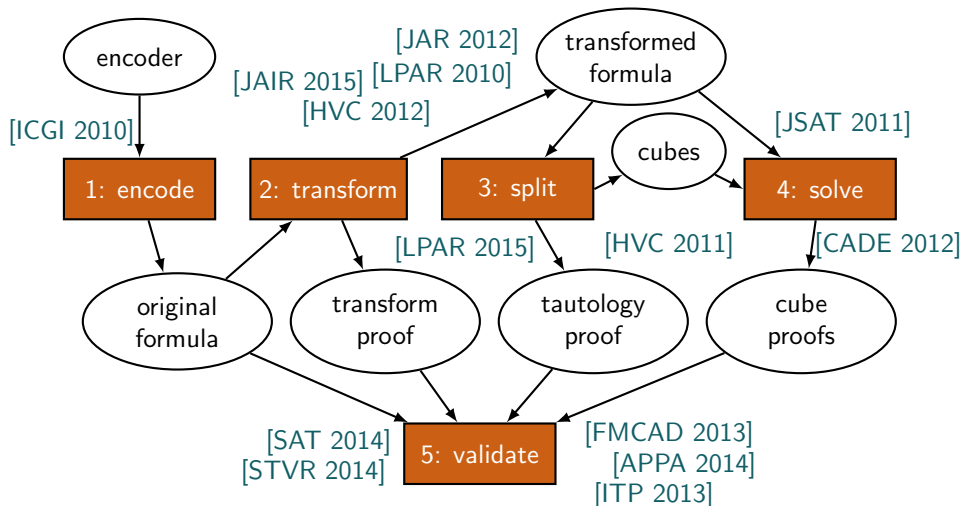 encoder
[JAR 2012]
transformed
formula
[JAIR 2015]
[LPAR 2010]
[HVC 2012]
[ICGI 2010]
cubes
[JSAT 2011]
1: encode
2: transform
3: split
4: solve
[LPAR 2015]
[HVC 2011]
[CADE 2012]
original
formula
transform
proof
tautology
proof
cube
proofs
[SAT 2014]
[STVR 2014]
5: validate
[FMCAD 2013]
[APPA 2014]
[ITP 2013]